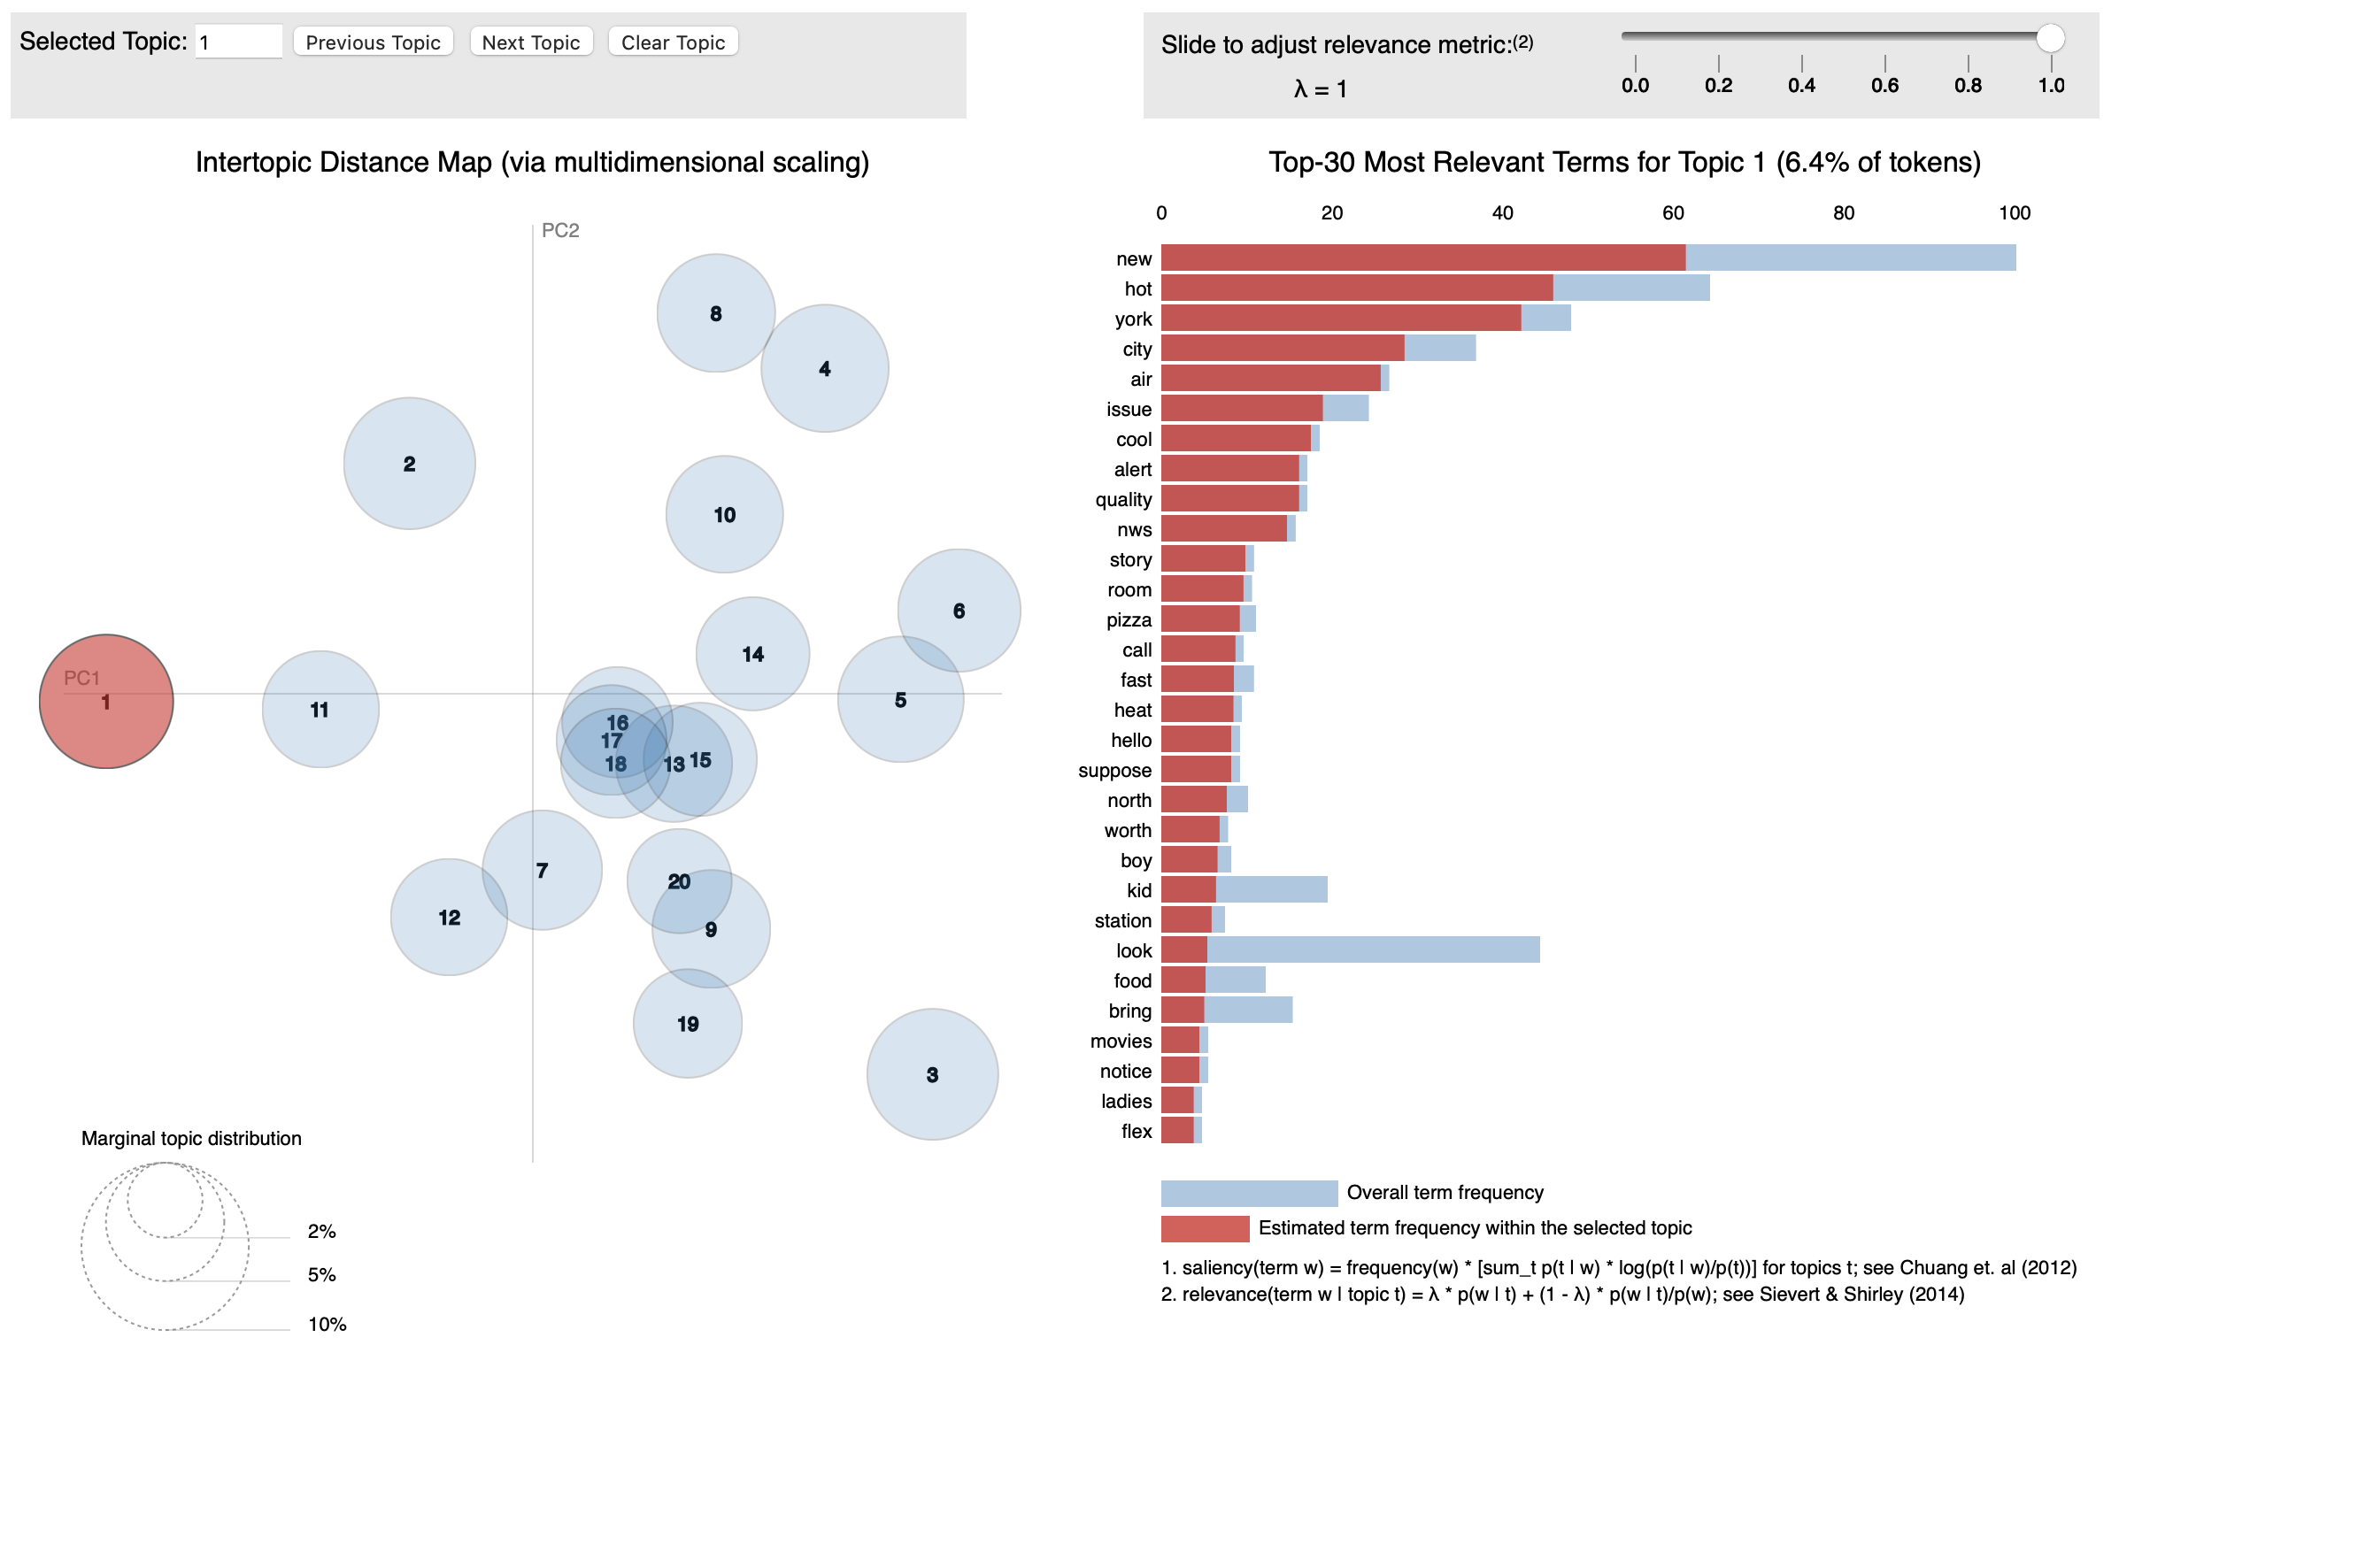 Selected Topic: 1 Previous Topic Next Topic Clear Topic
Slide to adjust relevance metric:(2)
λ = 1
0.0 0.2 0.4 0.6 0.8 1.0
Intertopic Distance Map (via multidimensional scaling)
PC2
PC1
8
4
2
10
6
14
5
1
11
16
17
18
13
15
7
20
12
9
19
3
Marginal topic distribution
2%
5%
10%
Top-30 Most Relevant Terms for Topic 1 (6.4% of tokens)
0 20 40 60 80 100
new
hot
york
city
air
issue
cool
alert
quality
nws
story
room
pizza
call
fast
heat
hello
suppose
north
worth
boy
kid
station
look
food
bring
movies
notice
ladies
flex
Overall term frequency
Estimated term frequency within the selected topic
1. saliency(term w) = frequency(w) * [sum_t p(t | w) * log(p(t | w)/p(t))] for topics t; see Chuang et. al (2012)
2. relevance(term w | topic t) = λ * p(w | t) + (1 - λ) * p(w | t)/p(w); see Sievert & Shirley (2014)